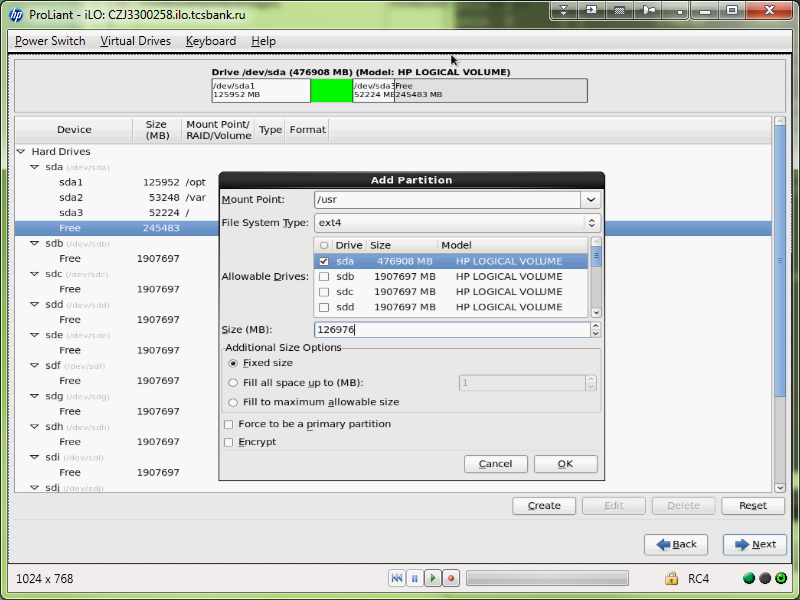 ProLiant - iLO: CZJ3300258.ilo.tcsbank.ru
Power Switch Virtual Drives Keyboard Help
Drive /dev/sda (476908 MB) (Model: HP LOGICAL VOLUME)
/dev/sda1 /dev/sda3 Free
125952 MB 52224 MB 245483 MB
Device Size (MB) Mount Point/ RAID/Volume Type Format
Hard Drives
sda (/dev/sda)
sda1 125952 /opt
sda2 53248 /var
sda3 52224 /
Free 245483
sdb (/dev/sdb)
Free 1907697
sdc (/dev/sdc)
Free 1907697
sdd (/dev/sdd)
Free 1907697
sde (/dev/sde)
Free 1907697
sdf (/dev/sdf)
Free 1907697
sdg (/dev/sdg)
Free 1907697
sdh (/dev/sdh)
Free 1907697
sdi (/dev/sdi)
Free 1907697
sdj (/dev/sdj)
Add Partition
Mount Point: /usr
File System Type: ext4
Allowable Drives:
Drive Size Model
sda 476908 MB HP LOGICAL VOLUME
sdb 1907697 MB HP LOGICAL VOLUME
sdc 1907697 MB HP LOGICAL VOLUME
sdd 1907697 MB HP LOGICAL VOLUME
Size (MB): 126976
Additional Size Options
Fixed size
Fill all space up to (MB): 1
Fill to maximum allowable size
Force to be a primary partition
Encrypt
Cancel OK
Create Edit Delete Reset
Back Next
1024 x 768 RC4